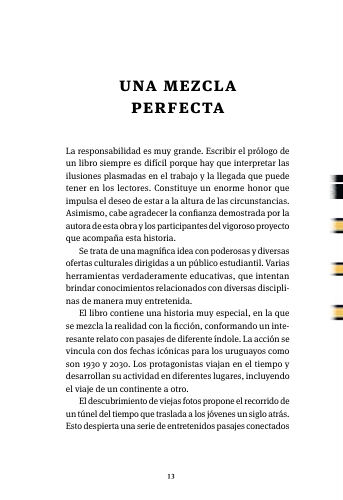 UNA MEZCLA
PERFECTA
La responsabilidad es muy grande. Escribir el prólogo de
un libro siempre es difícil porque hay que interpretar las
ilusiones plasmadas en el trabajo y la llegada que puede
tener en los lectores. Constituye un enorme honor que
impulsa el deseo de estar a la altura de las circunstancias.
Asimismo, cabe agradecer la confianza demostrada por la
autora de esta obra y los participantes del vigoroso proyecto
que acompaña esta historia.
Se trata de una magnífica idea con poderosas y diversas
ofertas culturales dirigidas a un público estudiantil. Varias
herramientas verdaderamente educativas, que intentan
brindar conocimientos relacionados con diversas discipli-
nas de manera muy entretenida.
El libro contiene una historia muy especial, en la que
se mezcla la realidad con la ficción, conformando un inte-
resante relato con pasajes de diferente índole. La acción se
vincula con dos fechas icónicas para los uruguayos como
son 1930 y 2030. Los protagonistas viajan en el tiempo y
desarrollan su actividad en diferentes lugares, incluyendo
el viaje de un continente a otro.
El descubrimiento de viejas fotos propone el recorrido de
un túnel del tiempo que traslada a los jóvenes un siglo atrás.
Esto despierta una serie de entretenidos pasajes conectados
13